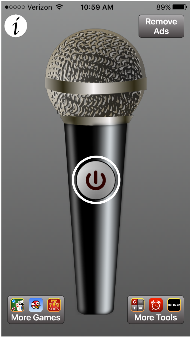 Verizon 10:59 AM 89%
i
Remove
Ads
More Games
More Tools